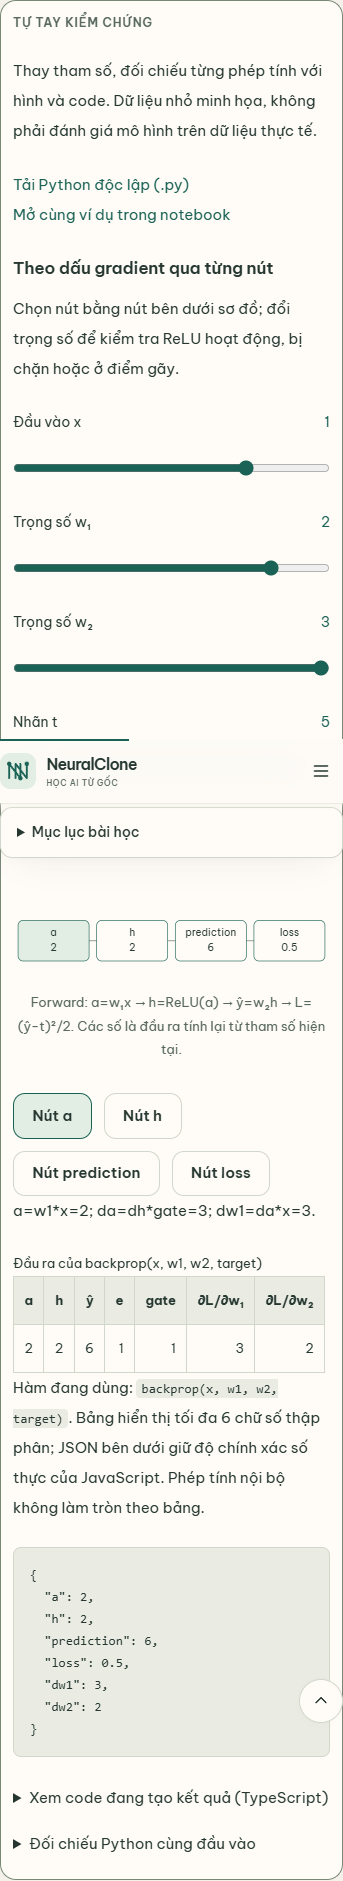 TỰ TAY KIỂM CHỨNG
Thay tham số, đối chiếu từng phép tính với
hình và code. Dữ liệu nhỏ minh họa, không
phải đánh giá mô hình trên dữ liệu thực tế.
Tải Python độc lập (.py)
Mở cùng ví dụ trong notebook
Theo dấu gradient qua từng nút
Chọn nút bằng nút bên dưới sơ đồ; đổi
trọng số để kiểm tra ReLU hoạt động, bị
chặn hoặc ở điểm gãy.
Đầu vào x 1
Trọng số w₁ 2
Trọng số w₂ 3
Nhãn t 5
NeuralClone
HỌC AI TỪ GỐC
Mục lục bài học
a h prediction loss
2 2 6 0.5
Forward: a=w₁x → h=ReLU(a) → ŷ=w₂h → L=
(ŷ−t)²/2. Các số là đầu ra tính lại từ tham số hiện
tại.
Nút a Nút h
Nút prediction Nút loss
a=w1*x=2; da=dh*gate=3; dw1=da*x=3.
Đầu ra của backprop(x, w1, w2, target)
a h ŷ e gate ∂L/∂w₁ ∂L/∂w₂
2 2 6 1 1 3 2
Hàm đang dùng: backprop(x, w1, w2,
target). Bảng hiển thị tối đa 6 chữ số thập
phân; JSON bên dưới giữ độ chính xác số
thực của JavaScript. Phép tính nội bộ
không làm tròn theo bảng.
{
"a": 2,
"h": 2,
"prediction": 6,
"loss": 0.5,
"dw1": 3,
"dw2": 2
}
Xem code đang tạo kết quả (TypeScript)
Đối chiếu Python cùng đầu vào